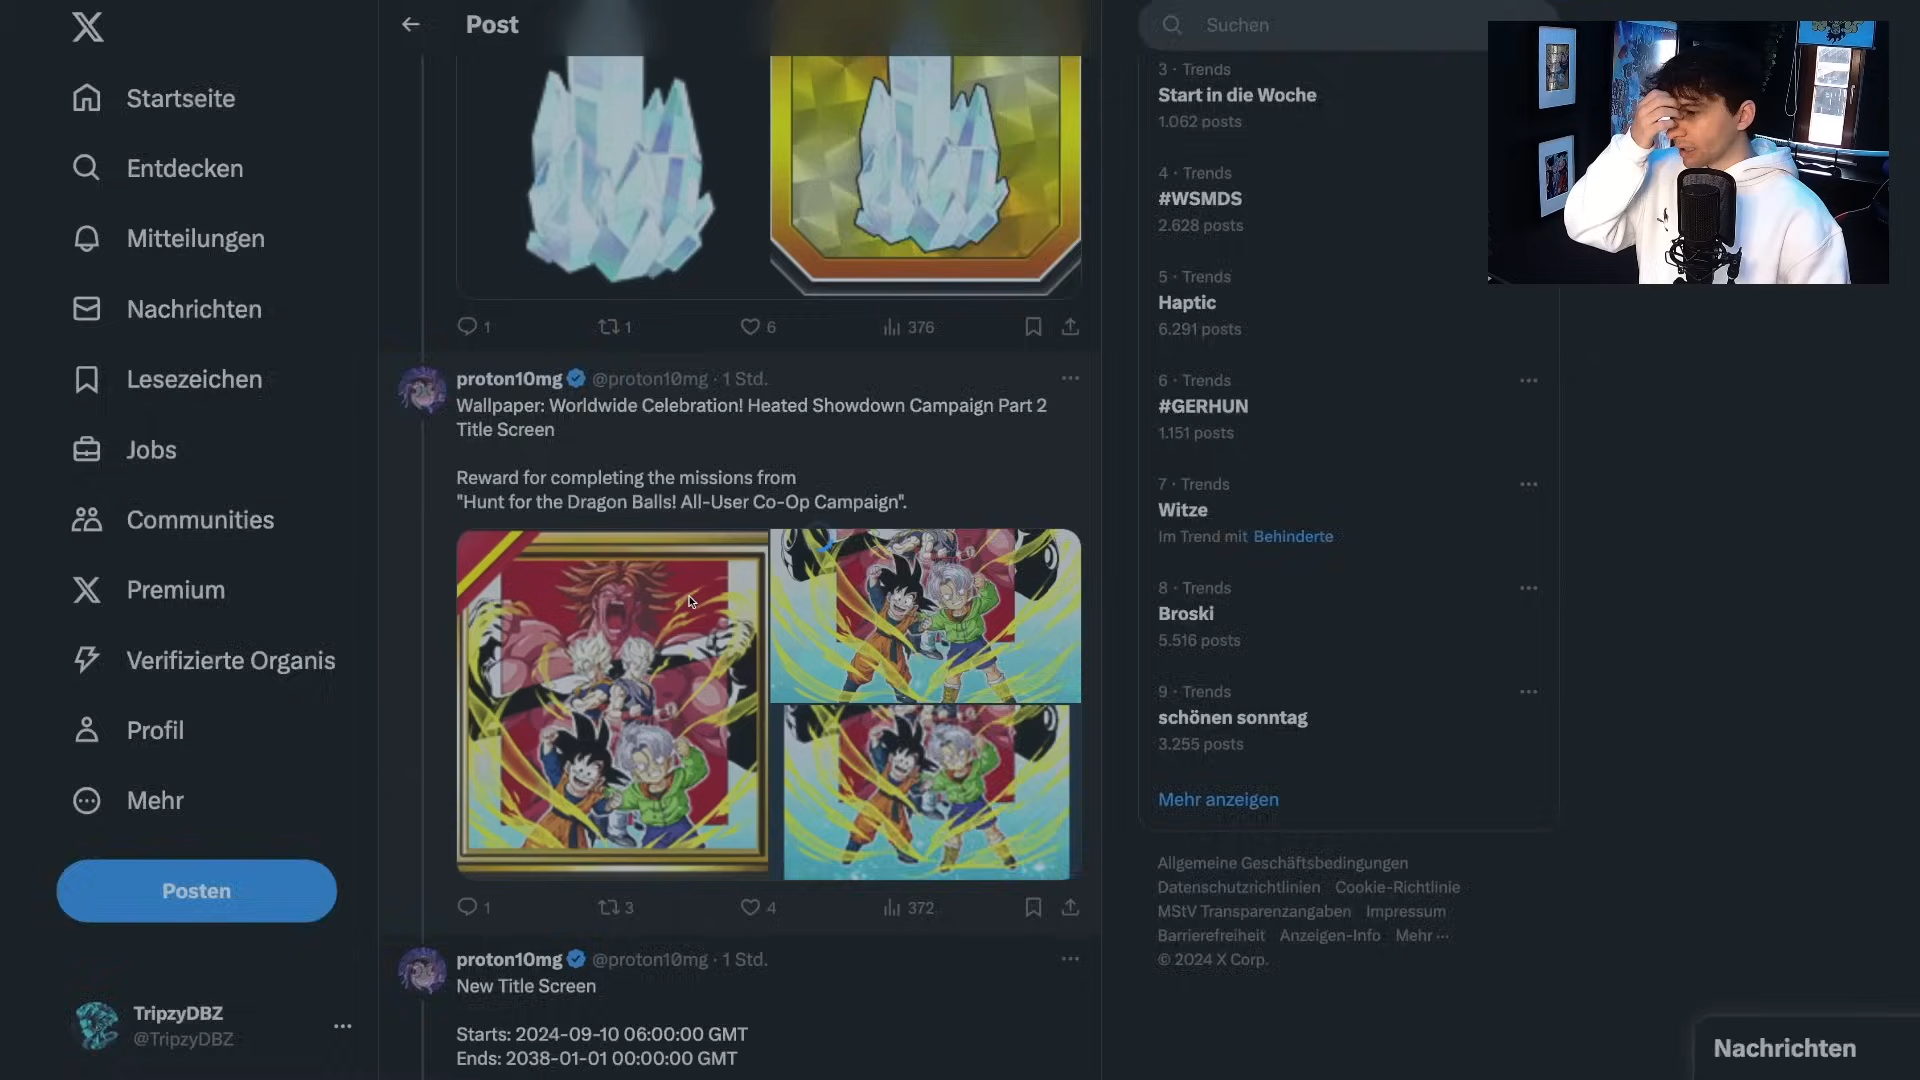 Startseite
Entdecken
Mitteilungen
Nachrichten
Lesezeichen
Jobs
Communities
Premium
Verifizierte Organis
Profil
Mehr
Posten
TripzyDBZ
@TripzyDBZ
Post
1
1
6
376
proton10mg @proton10mg · 1 Std.
Wallpaper: Worldwide Celebration! Heated Showdown Campaign Part 2
Title Screen
Reward for completing the missions from
"Hunt for the Dragon Balls! All-User Co-Op Campaign".
1
3
4
372
proton10mg @proton10mg · 1 Std.
New Title Screen
Starts: 2024-09-10 06:00:00 GMT
Ends: 2038-01-01 00:00:00 GMT
Suchen
3 · Trends
Start in die Woche
1.062 posts
4 · Trends
#WSMDS
2.628 posts
5 · Trends
Haptic
6.291 posts
6 · Trends
#GERHUN
1.151 posts
7 · Trends
Witze
Im Trend mit Behinderte
8 · Trends
Broski
5.516 posts
9 · Trends
schönen sonntag
3.255 posts
Mehr anzeigen
Allgemeine Geschäftsbedingungen
Datenschutzrichtlinien Cookie-Richtlinie
MStV Transparenzangaben Impressum
Barrierefreiheit Anzeigen-Info Mehr ···
© 2024 X Corp.
Nachrichten